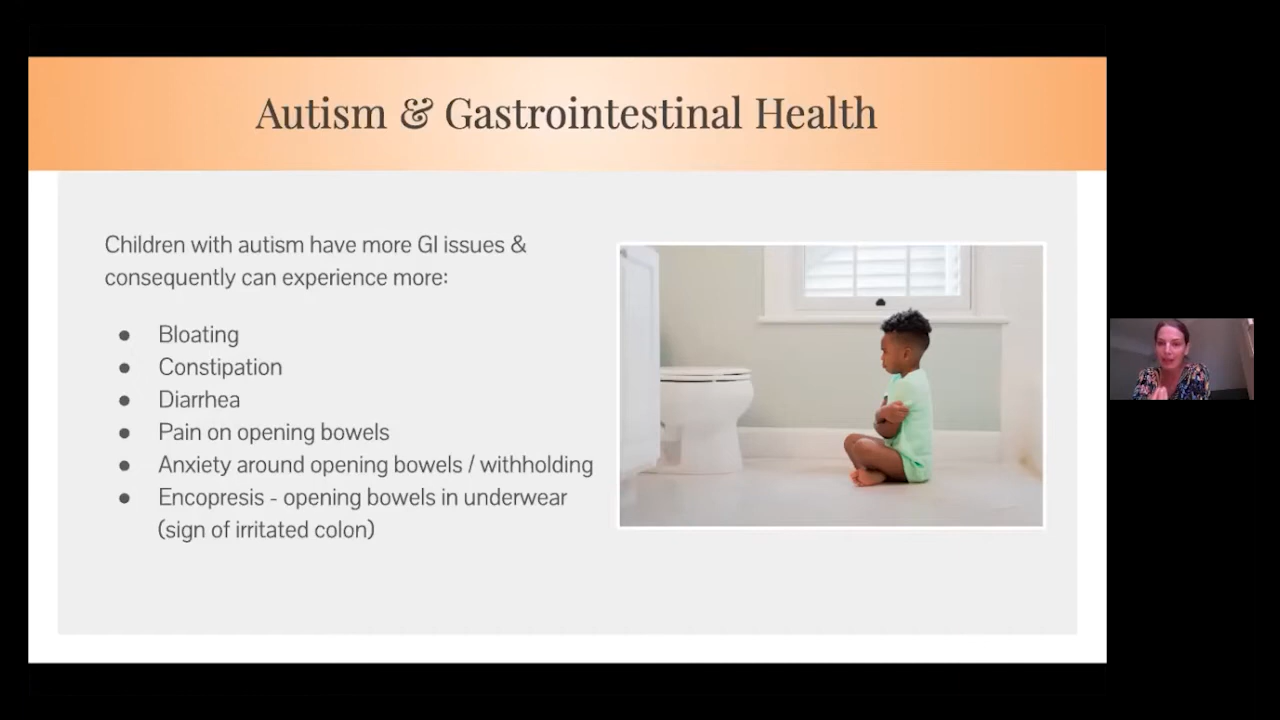 Autism & Gastrointestinal Health
Children with autism have more GI issues &
consequently can experience more:
● Bloating
● Constipation
● Diarrhea
● Pain on opening bowels
● Anxiety around opening bowels / withholding
● Encopresis - opening bowels in underwear
(sign of irritated colon)